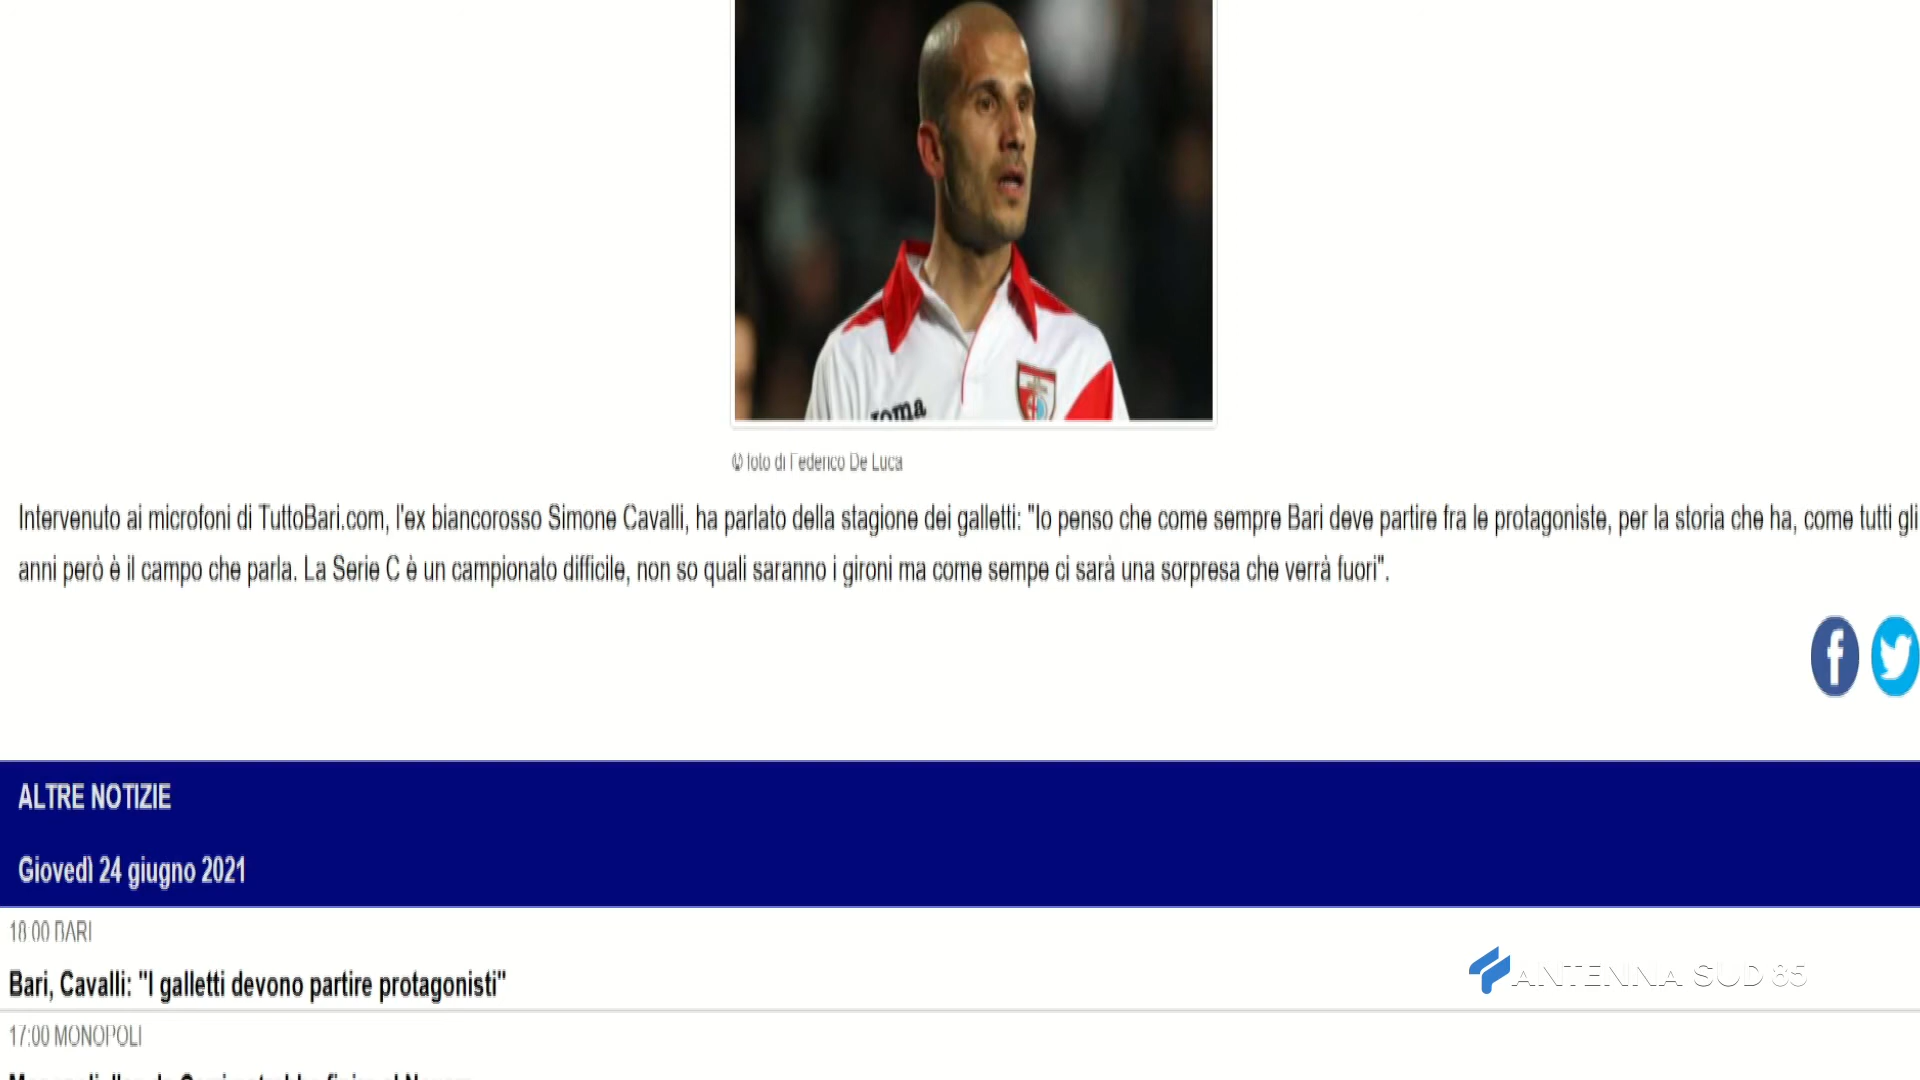 Joma
© foto di Federico De Luca
Intervenuto ai microfoni di TuttoBari.com, l'ex biancorosso Simone Cavalli, ha parlato della stagione dei galletti: "Io penso che come sempre Bari deve partire fra le protagoniste, per la storia che ha, come tutti gli
anni però è il campo che parla. La Serie C è un campionato difficile, non so quali saranno i gironi ma come sempe ci sarà una sorpresa che verrà fuori".
ALTRE NOTIZIE
Giovedì 24 giugno 2021
18:00 BARI
Bari, Cavalli: "I galletti devono partire protagonisti"
ANTENNA SUD 85
17:00 MONOPOLI